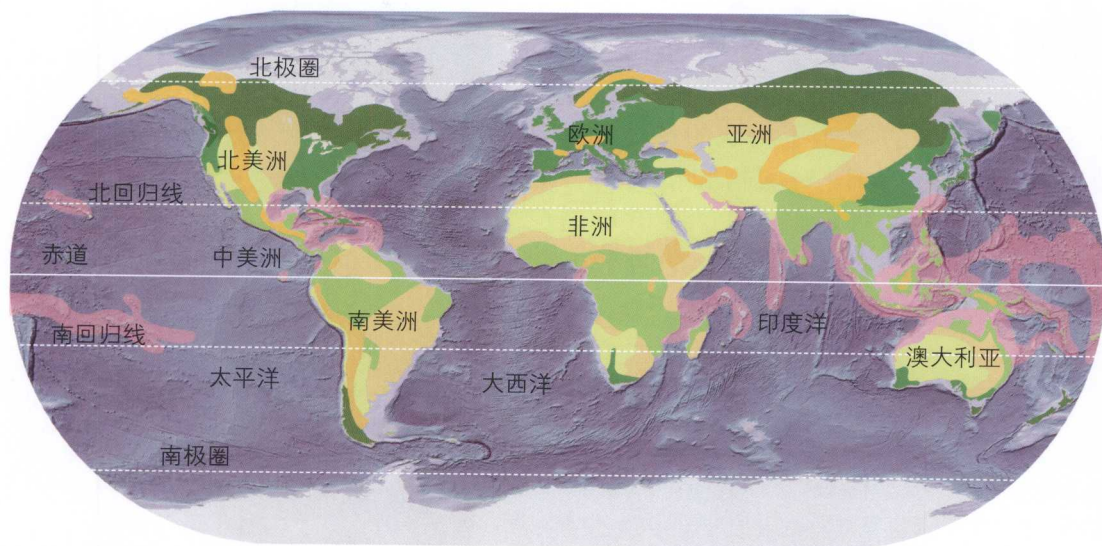 北极圈
欧洲
亚洲
北美洲
北回归线
非洲
赤道
中美洲
南美洲
印度洋
南回归线
澳大利亚
太平洋
大西洋
南极圈